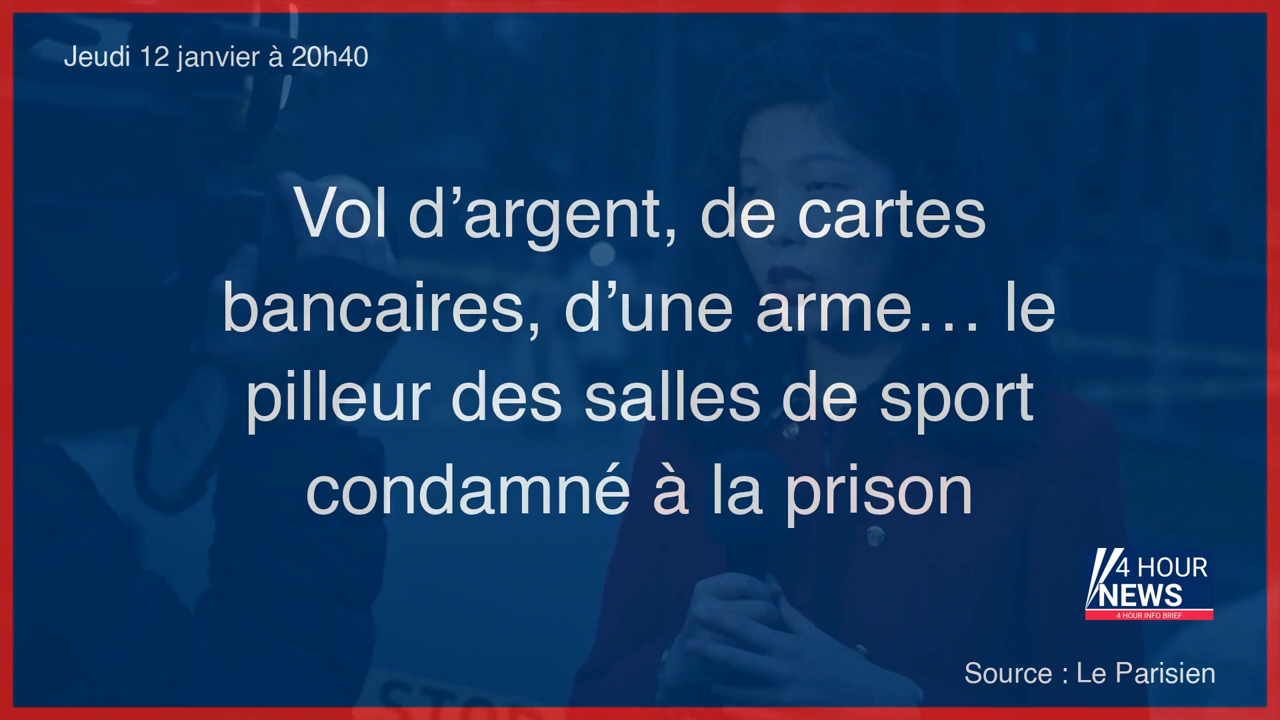 Jeudi 12 janvier à 20h40
Vol d’argent, de cartes
bancaires, d’une arme… le
pilleur des salles de sport
condamné à la prison
4 HOUR
NEWS
4 HOUR INFO BRIEF
Source : Le Parisien
STOP